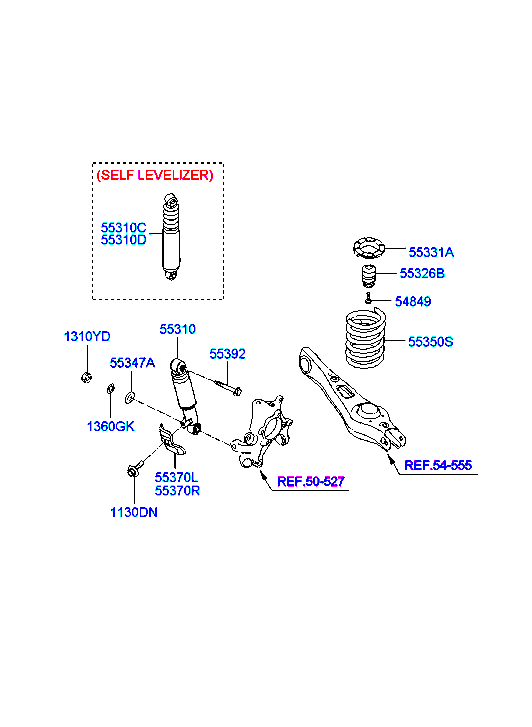 (SELF LEVELIZER)
55310C
55310D
55331A
55326B
54849
55350S
1310YD
55310
55347A
55392
1360GK
55370L
55370R
1130DN
REF.50-527
REF.54-555